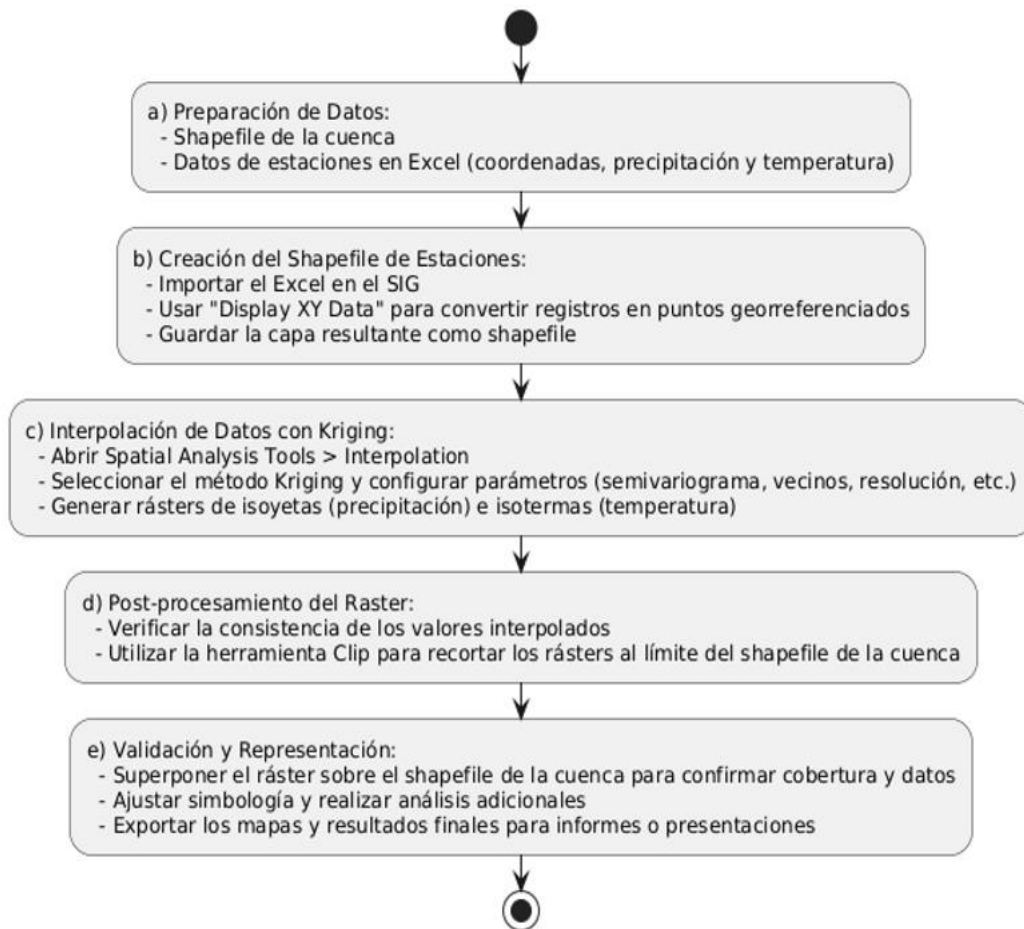 a) Preparación de Datos:
- Shapefile de la cuenca
- Datos de estaciones en Excel (coordenadas, precipitación y temperatura)
b) Creación del Shapefile de Estaciones:
- Importar el Excel en el SIG
- Usar "Display XY Data" para convertir registros en puntos georreferenciados
- Guardar la capa resultante como shapefile
c) Interpolación de Datos con Kriging:
- Abrir Spatial Analysis Tools > Interpolation
- Seleccionar el método Kriging y configurar parámetros (semivariograma, vecinos, resolución, etc.)
- Generar rásters de isoyetas (precipitación) e isotermas (temperatura)
d) Post-procesamiento del Raster:
- Verificar la consistencia de los valores interpolados
- Utilizar la herramienta Clip para recortar los rásters al límite del shapefile de la cuenca
e) Validación y Representación:
- Superponer el ráster sobre el shapefile de la cuenca para confirmar cobertura y datos
- Ajustar simbología y realizar análisis adicionales
- Exportar los mapas y resultados finales para informes o presentaciones